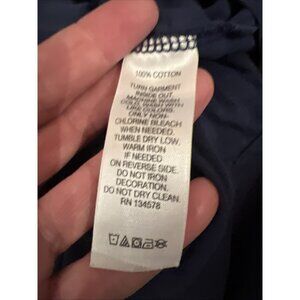 100% COTTON
TURN GARMENT
INSIDE OUT.
MACHINE WASH
COLD, WASH WITH
LIKE COLORS.
ONLY NON-
CHLORINE BLEACH
WHEN NEEDED.
TUMBLE DRY LOW.
WARM IRON
IF NEEDED
ON REVERSE SIDE.
DO NOT IRON
DECORATION.
DO NOT DRY CLEAN.
RN 134578